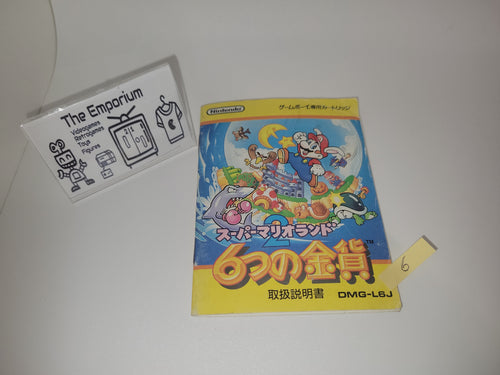 The Emporium
Videogames
Retrogames
Toys
Figures
Nintendo
ゲームボーイ専用カートリッジ
スーパーマリオランド
2
6つの金貨
TM
取扱説明書 DMG-L6J
6